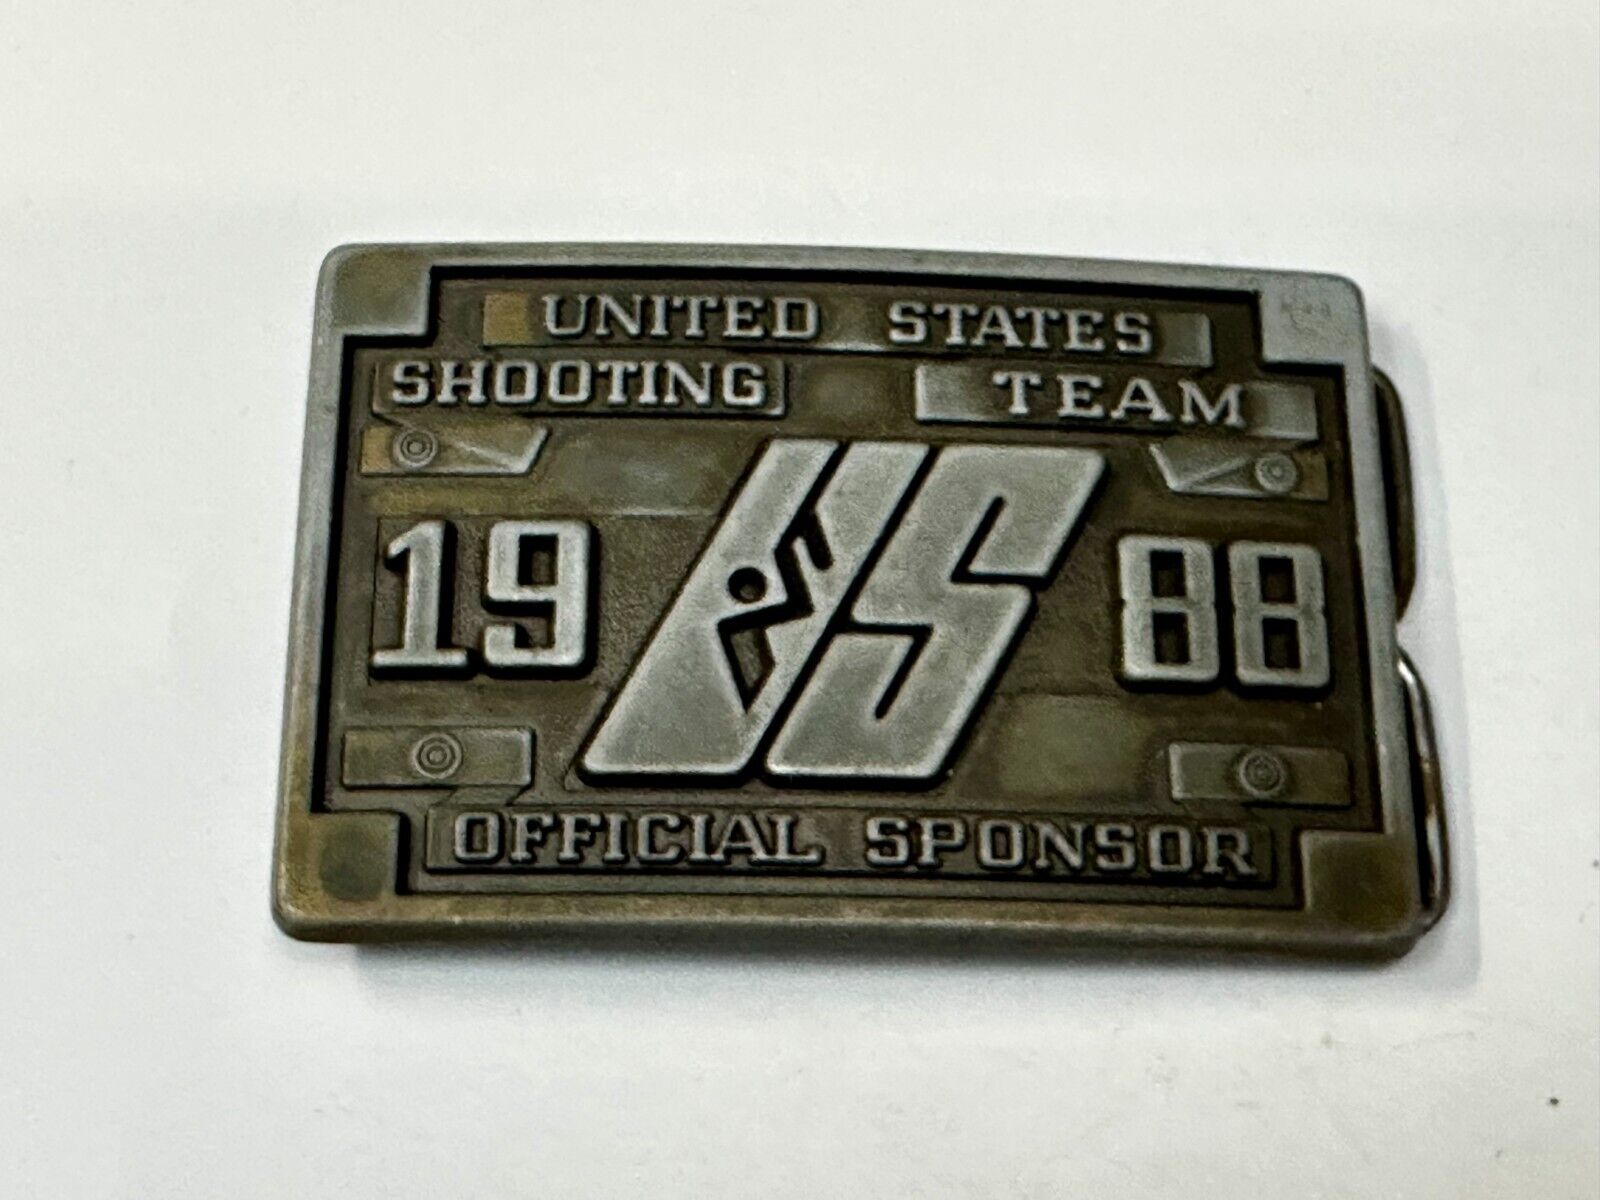 UNITED STATES
SHOOTING TEAM
19 US 88
OFFICIAL SPONSOR